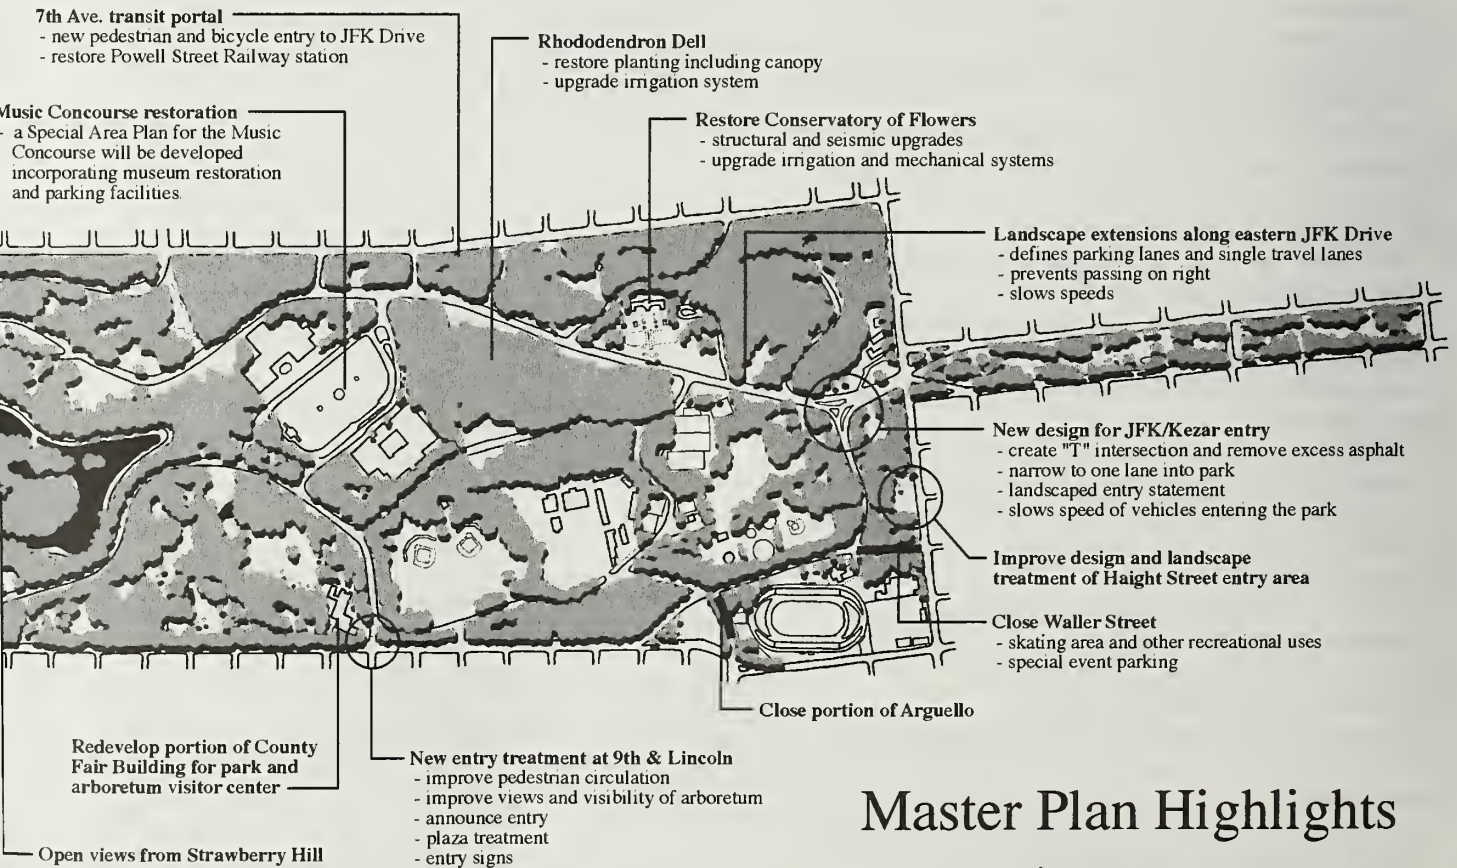 7th Ave. transit portal
- new pedestrian and bicycle entry to JFK Drive
- restore Powell Street Railway station
Music Concourse restoration
- a Special Area Plan for the Music
Concourse will be developed
incorporating museum restoration
and parking facilities.
Rhododendron Dell
- restore planting including canopy
- upgrade irrigation system
Restore Conservatory of Flowers
- structural and seismic upgrades
- upgrade irrigation and mechanical systems
Landscape extensions along eastern JFK Drive
- defines parking lanes and single travel lanes
- prevents passing on right
- slows speeds
New design for JFK/Kezar entry
- create "T" intersection and remove excess asphalt
- narrow to one lane into park
- landscaped entry statement
- slows speed of vehicles entering the park
Improve design and landscape
treatment of Haight Street entry area
Close Waller Street
- skating area and other recreational uses
- special event parking
Close portion of Arguello
Redevelop portion of County
Fair Building for park and
arboretum visitor center
New entry treatment at 9th & Lincoln
- improve pedestrian circulation
- improve views and visibility of arboretum
- announce entry
- plaza treatment
- entry signs
Open views from Strawberry Hill
Master Plan Highlights